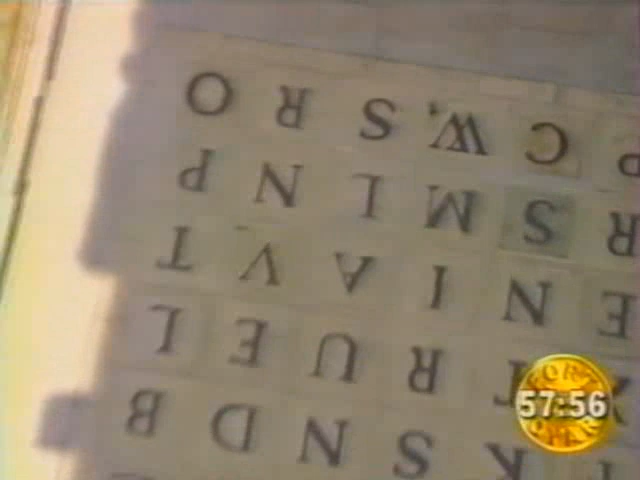 K S N D B
R U E L
E N I A V T
R S M L N P
P C W S R O
57:56